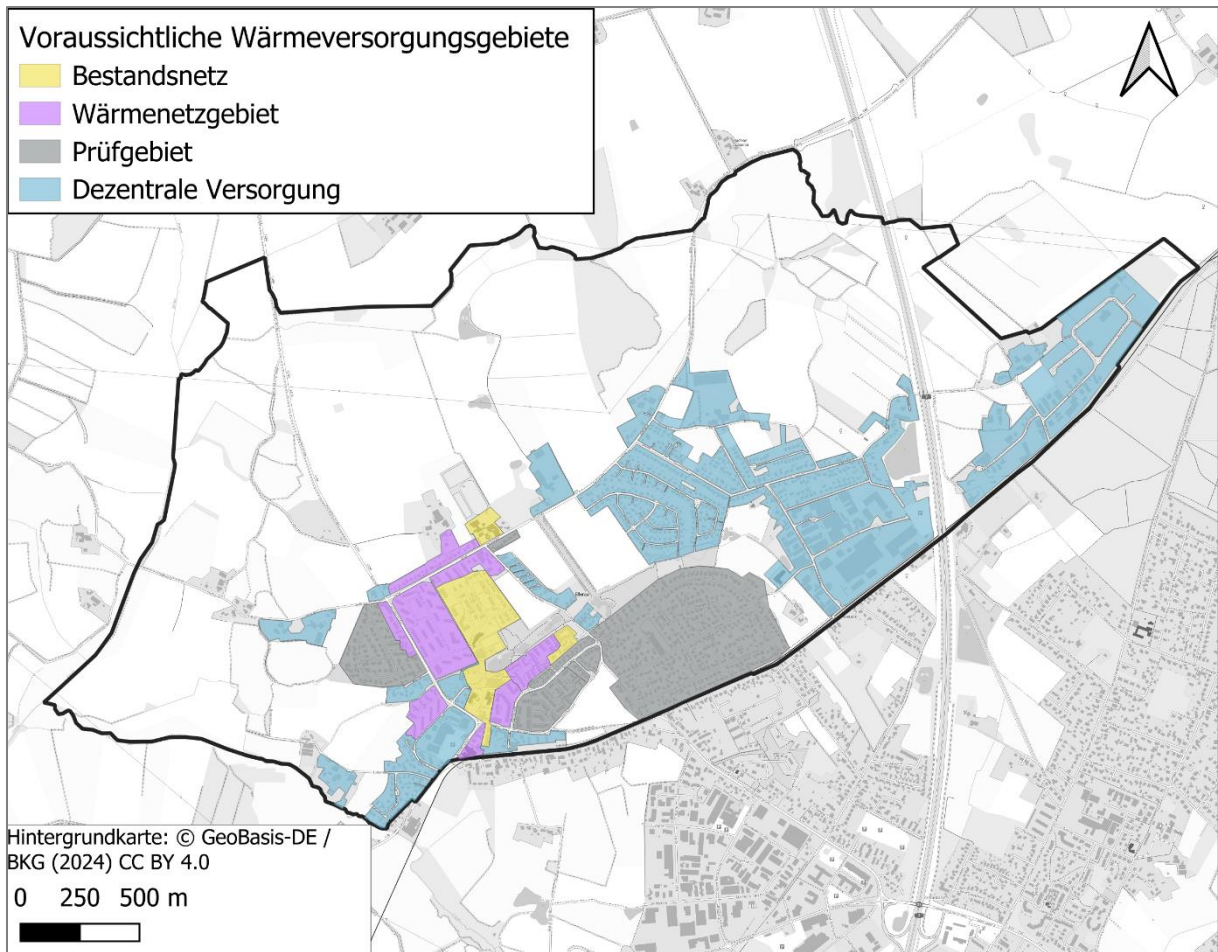 Voraussichtliche Wärmeversorgungsgebiete
Bestandsnetz
Wärmenetzgebiet
Prüfgebiet
Dezentrale Versorgung
Hintergrundkarte: © GeoBasis-DE /
BKG (2024) CC BY 4.0
0 250 500 m